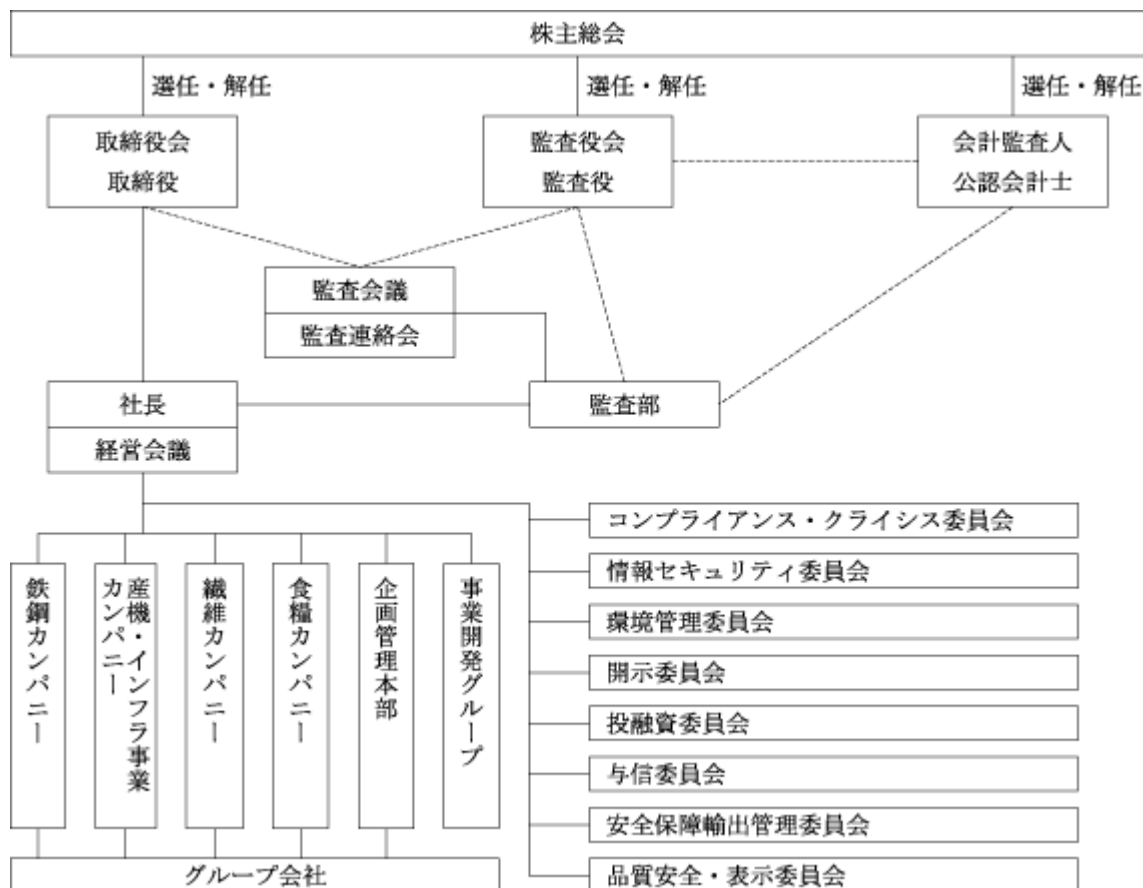 株主総会
選任・解任
選任・解任
選任・解任
取締役会
取締役
監査役会
監査役
会計監査人
公認会計士
監査会議
監査連絡会
社長
経営会議
監査部
コンプライアンス・クライシス委員会
情報セキュリティ委員会
環境管理委員会
開示委員会
投融資委員会
与信委員会
安全保障輸出管理委員会
品質安全・表示委員会
鉄鋼カンパニー
産機・インフラ事業
カンパニー
繊維カンパニー
食糧カンパニー
企画管理本部
事業開発グループ
グループ会社